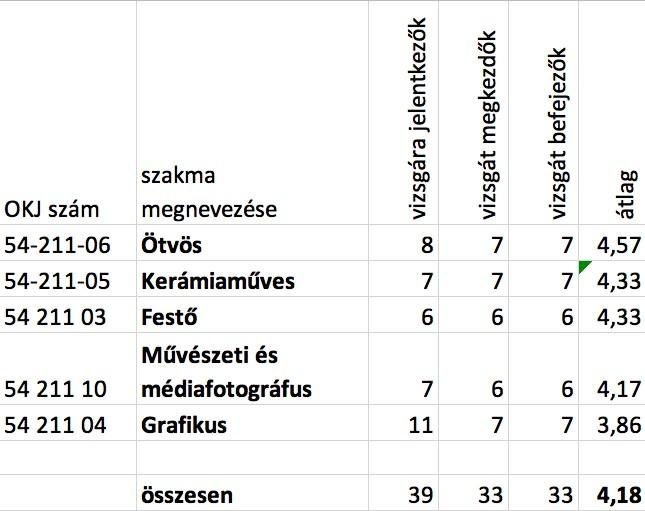 OKJ szám szakma megnevezése vizsgára jelentkezők vizsgát megkezdők vizsgát befejezők átlag
54-211-06 Ötvös 8 7 7 4,57
54-211-05 Kerámiaműves 7 7 7 4,33
54 211 03 Festő 6 6 6 4,33
Művészeti és
54 211 10 médiafotográfus 7 6 6 4,17
54 211 04 Grafikus 11 7 7 3,86
összesen 39 33 33 4,18